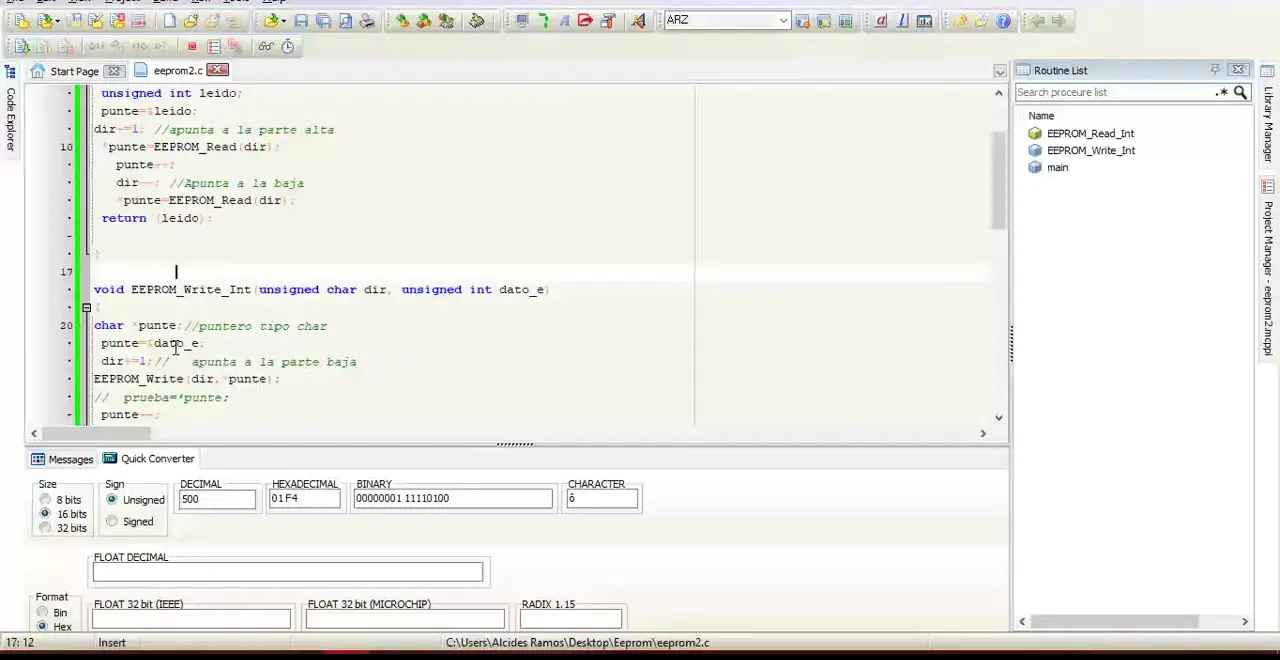 ARZ
Start Page
eeprom2.c
Code Explorer
unsigned int leido;
punte=&leido;
dir+=1; //apunta a la parte alta
10 *punte=EEPROM_Read(dir);
punte++;
dir--; //Apunta a la baja
*punte=EEPROM_Read(dir);
return (leido);
}
17
void EEPROM_Write_Int(unsigned char dir, unsigned int dato_e)
{
20 char *punte;//puntero tipo char
punte=&dato_e;
dir+=1;// apunta a la parte baja
EEPROM_Write(dir,*punte);
// prueba=*punte;
punte++;
Routine List
Search proceure list
.*
Name
EEPROM_Read_Int
EEPROM_Write_Int
main
Library Manager
Project Manager - eeprom2.mcppi
Messages
Quick Converter
Size
8 bits
16 bits
32 bits
Sign
Unsigned
Signed
DECIMAL
500
HEXADECIMAL
01F4
BINARY
00000001 11110100
CHARACTER
ô
FLOAT DECIMAL
Format
Bin
Hex
FLOAT 32 bit (IEEE)
FLOAT 32 bit (MICROCHIP)
RADIX 1.15
17: 12
Insert
C:\Users\Alcides Ramos\Desktop\Eeprom\eeprom2.c